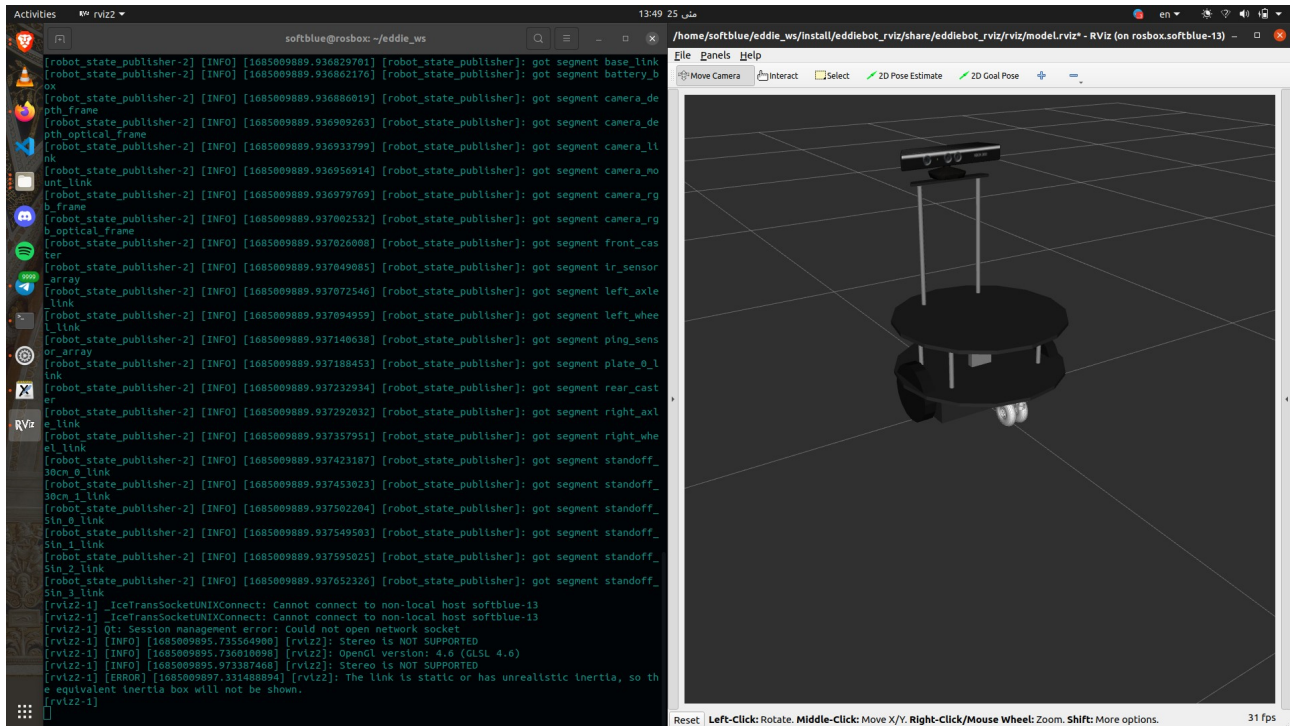 Activities
rviz2
13:49 25 مئی
en
9999
RViz
softblue@rosbox: ~/eddie_ws
[robot_state_publisher-2] [INFO] [1685009889.936829701] [robot_state_publisher]: got segment base_link
[robot_state_publisher-2] [INFO] [1685009889.936862176] [robot_state_publisher]: got segment battery_b
ox
[robot_state_publisher-2] [INFO] [1685009889.936886019] [robot_state_publisher]: got segment camera_de
pth_frame
[robot_state_publisher-2] [INFO] [1685009889.936909263] [robot_state_publisher]: got segment camera_de
pth_optical_frame
[robot_state_publisher-2] [INFO] [1685009889.936933799] [robot_state_publisher]: got segment camera_li
nk
[robot_state_publisher-2] [INFO] [1685009889.936956914] [robot_state_publisher]: got segment camera_mo
unt_link
[robot_state_publisher-2] [INFO] [1685009889.936979769] [robot_state_publisher]: got segment camera_rg
b_frame
[robot_state_publisher-2] [INFO] [1685009889.937002532] [robot_state_publisher]: got segment camera_rg
b_optical_frame
[robot_state_publisher-2] [INFO] [1685009889.937026008] [robot_state_publisher]: got segment front_cas
ter
[robot_state_publisher-2] [INFO] [1685009889.937049085] [robot_state_publisher]: got segment ir_sensor
_array
[robot_state_publisher-2] [INFO] [1685009889.937072546] [robot_state_publisher]: got segment left_axle
_link
[robot_state_publisher-2] [INFO] [1685009889.937094959] [robot_state_publisher]: got segment left_whee
l_link
[robot_state_publisher-2] [INFO] [1685009889.937140638] [robot_state_publisher]: got segment ping_sens
or_array
[robot_state_publisher-2] [INFO] [1685009889.937188453] [robot_state_publisher]: got segment plate_0_l
ink
[robot_state_publisher-2] [INFO] [1685009889.937232934] [robot_state_publisher]: got segment rear_cast
er
[robot_state_publisher-2] [INFO] [1685009889.937292032] [robot_state_publisher]: got segment right_axl
e_link
[robot_state_publisher-2] [INFO] [1685009889.937357951] [robot_state_publisher]: got segment right_whe
el_link
[robot_state_publisher-2] [INFO] [1685009889.937423187] [robot_state_publisher]: got segment standoff_
30cm_0_link
[robot_state_publisher-2] [INFO] [1685009889.937453023] [robot_state_publisher]: got segment standoff_
30cm_1_link
[robot_state_publisher-2] [INFO] [1685009889.937502204] [robot_state_publisher]: got segment standoff_
5in_0_link
[robot_state_publisher-2] [INFO] [1685009889.937549503] [robot_state_publisher]: got segment standoff_
5in_1_link
[robot_state_publisher-2] [INFO] [1685009889.937595025] [robot_state_publisher]: got segment standoff_
5in_2_link
[robot_state_publisher-2] [INFO] [1685009889.937652326] [robot_state_publisher]: got segment standoff_
5in_3_link
[rviz2-1] _IceTransSocketUNIXConnect: Cannot connect to non-local host softblue-13
[rviz2-1] _IceTransSocketUNIXConnect: Cannot connect to non-local host softblue-13
[rviz2-1] Qt: Session management error: Could not open network socket
[rviz2-1] [INFO] [1685009895.735564900] [rviz2]: Stereo is NOT SUPPORTED
[rviz2-1] [INFO] [1685009895.736010098] [rviz2]: OpenGl version: 4.6 (GLSL 4.6)
[rviz2-1] [INFO] [1685009895.973387468] [rviz2]: Stereo is NOT SUPPORTED
[rviz2-1] [ERROR] [1685009897.331488894] [rviz2]: The link is static or has unrealistic inertia, so th
e equivalent inertia box will not be shown.
[rviz2-1]
/home/softblue/eddie_ws/install/eddiebot_rviz/share/eddiebot_rviz/rviz/model.rviz* - RViz (on rosbox.softblue-13)
File Panels Help
Move Camera Interact Select 2D Pose Estimate 2D Goal Pose
Reset Left-Click: Rotate. Middle-Click: Move X/Y. Right-Click/Mouse Wheel: Zoom. Shift: More options. 31 fps